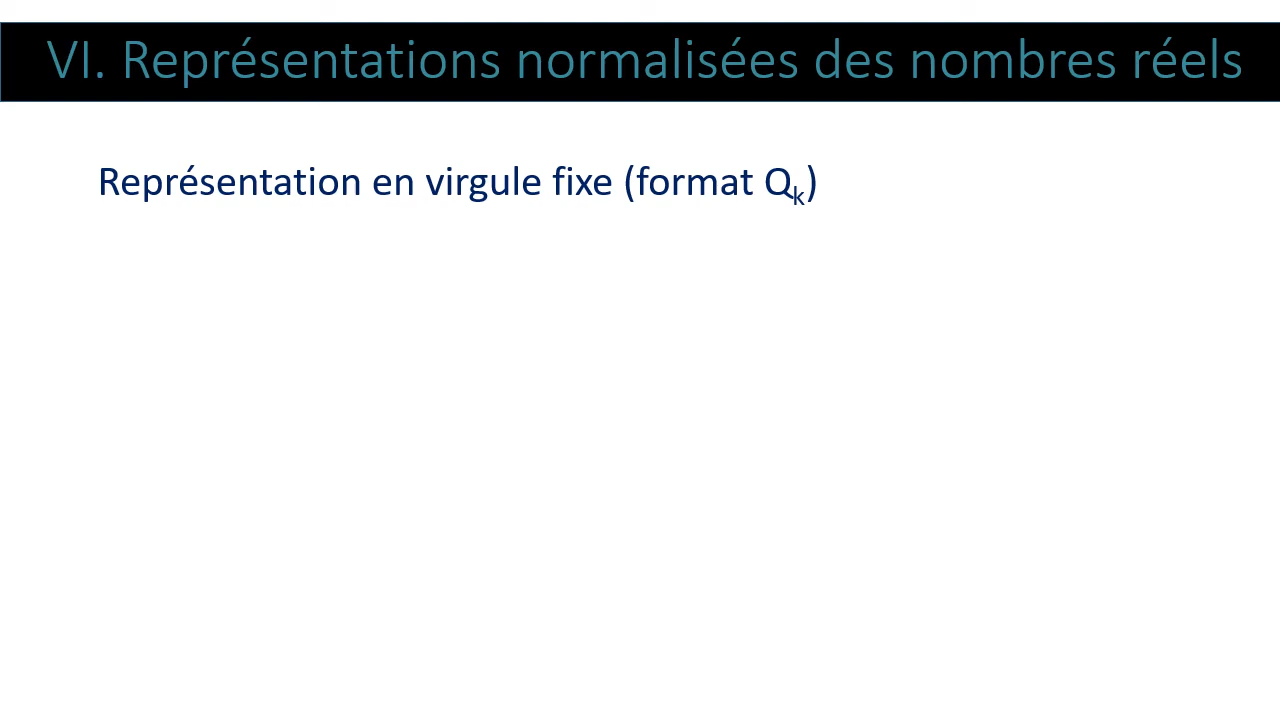 VI. Représentations normalisées des nombres réels
Représentation en virgule fixe (format Qk)